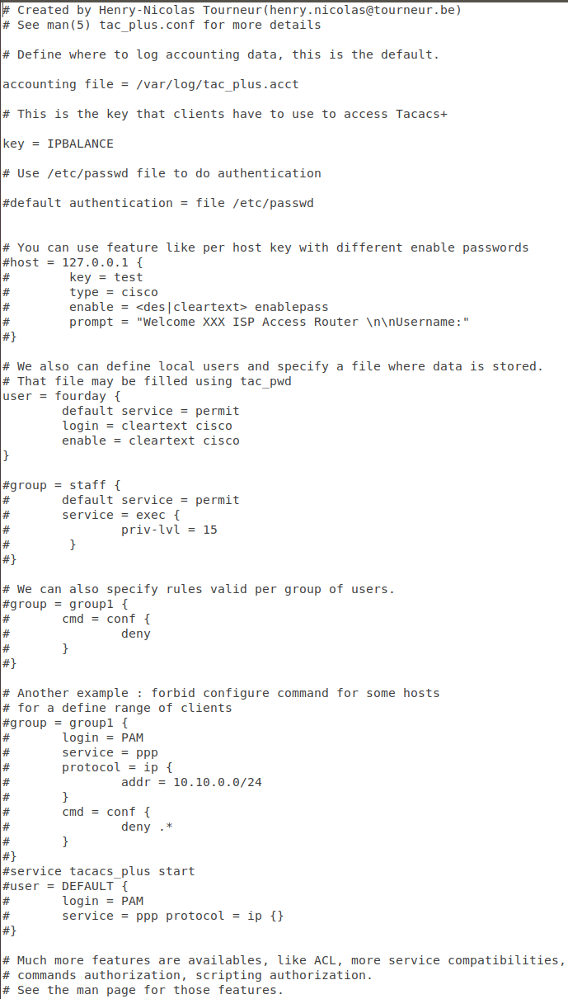 # Created by Henry-Nicolas Tourneur(henry.nicolas@tourneur.be)
# See man(5) tac_plus.conf for more details

# Define where to log accounting data, this is the default.

accounting file = /var/log/tac_plus.acct

# This is the key that clients have to use to access Tacacs+

key = IPBALANCE

# Use /etc/passwd file to do authentication

#default authentication = file /etc/passwd


# You can use feature like per host key with different enable passwords
#host = 127.0.0.1 {
#        key = test
#        type = cisco
#        enable = <des|cleartext> enablepass
#        prompt = "Welcome XXX ISP Access Router \n\nUsername:"
#}

# We also can define local users and specify a file where data is stored.
# That file may be filled using tac_pwd
user = fourday {
        default service = permit
        login = cleartext cisco
        enable = cleartext cisco
}

#group = staff {
#       default service = permit
#       service = exec {
#               priv-lvl = 15
#        }
#}

# We can also specify rules valid per group of users.
#group = group1 {
#       cmd = conf {
#               deny
#       }
#}

# Another example : forbid configure command for some hosts
# for a define range of clients
#group = group1 {
#       login = PAM
#       service = ppp
#       protocol = ip {
#               addr = 10.10.0.0/24
#       }
#       cmd = conf {
#               deny .*
#       }
#}
#service tacacs_plus start
#user = DEFAULT {
#       login = PAM
#       service = ppp protocol = ip {}
#}

# Much more features are availables, like ACL, more service compatibilities,
# commands authorization, scripting authorization.
# See the man page for those features.